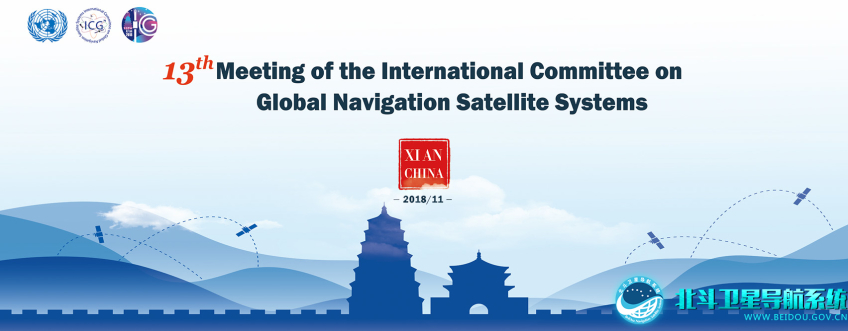 ICG
13th Meeting of the International Committee on
Global Navigation Satellite Systems
XI AN
CHINA
– 2018/11 –
北斗卫星导航系统
WWW.BEIDOU.GOV.CN